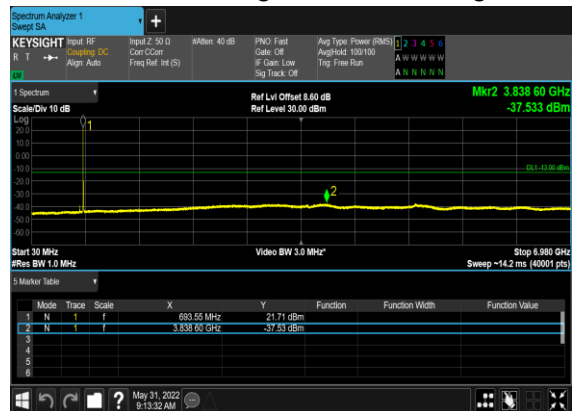 Spectrum Analyzer 1
Swept SA
+
KEYSIGHT Input: RF Input Z: 50 Ω #Atten: 40 dB PNO: Fast Avg Type: Power (RMS) 1 2 3 4 5 6
R T Coupling: DC Corr CCorr Gate: Off Avg|Hold: 100/100 A W W W W W
Align: Auto Freq Ref: Int (S) IF Gain: Low Trig: Free Run
LXI Sig Track: Off A N N N N N
1 Spectrum Ref Lvl Offset 8.60 dB Mkr2 3.838 60 GHz
Scale/Div 10 dB Ref Level 30.00 dBm -37.533 dBm
Log
1
20.0
10.0
0.00
-10.0
DL1 -13.00 dBm
-20.0
-30.0
2
-40.0
-50.0
-60.0
Start 30 MHz Video BW 3.0 MHz* Stop 6.980 GHz
#Res BW 1.0 MHz Sweep ~14.2 ms (40001 pts)
5 Marker Table
Mode Trace Scale X Y Function Function Width Function Value
1 N 1 f 693.55 MHz 21.71 dBm
2 N 1 f 3.838 60 GHz -37.53 dBm
3
4
5
6
? May 31, 2022
9:13:32 AM